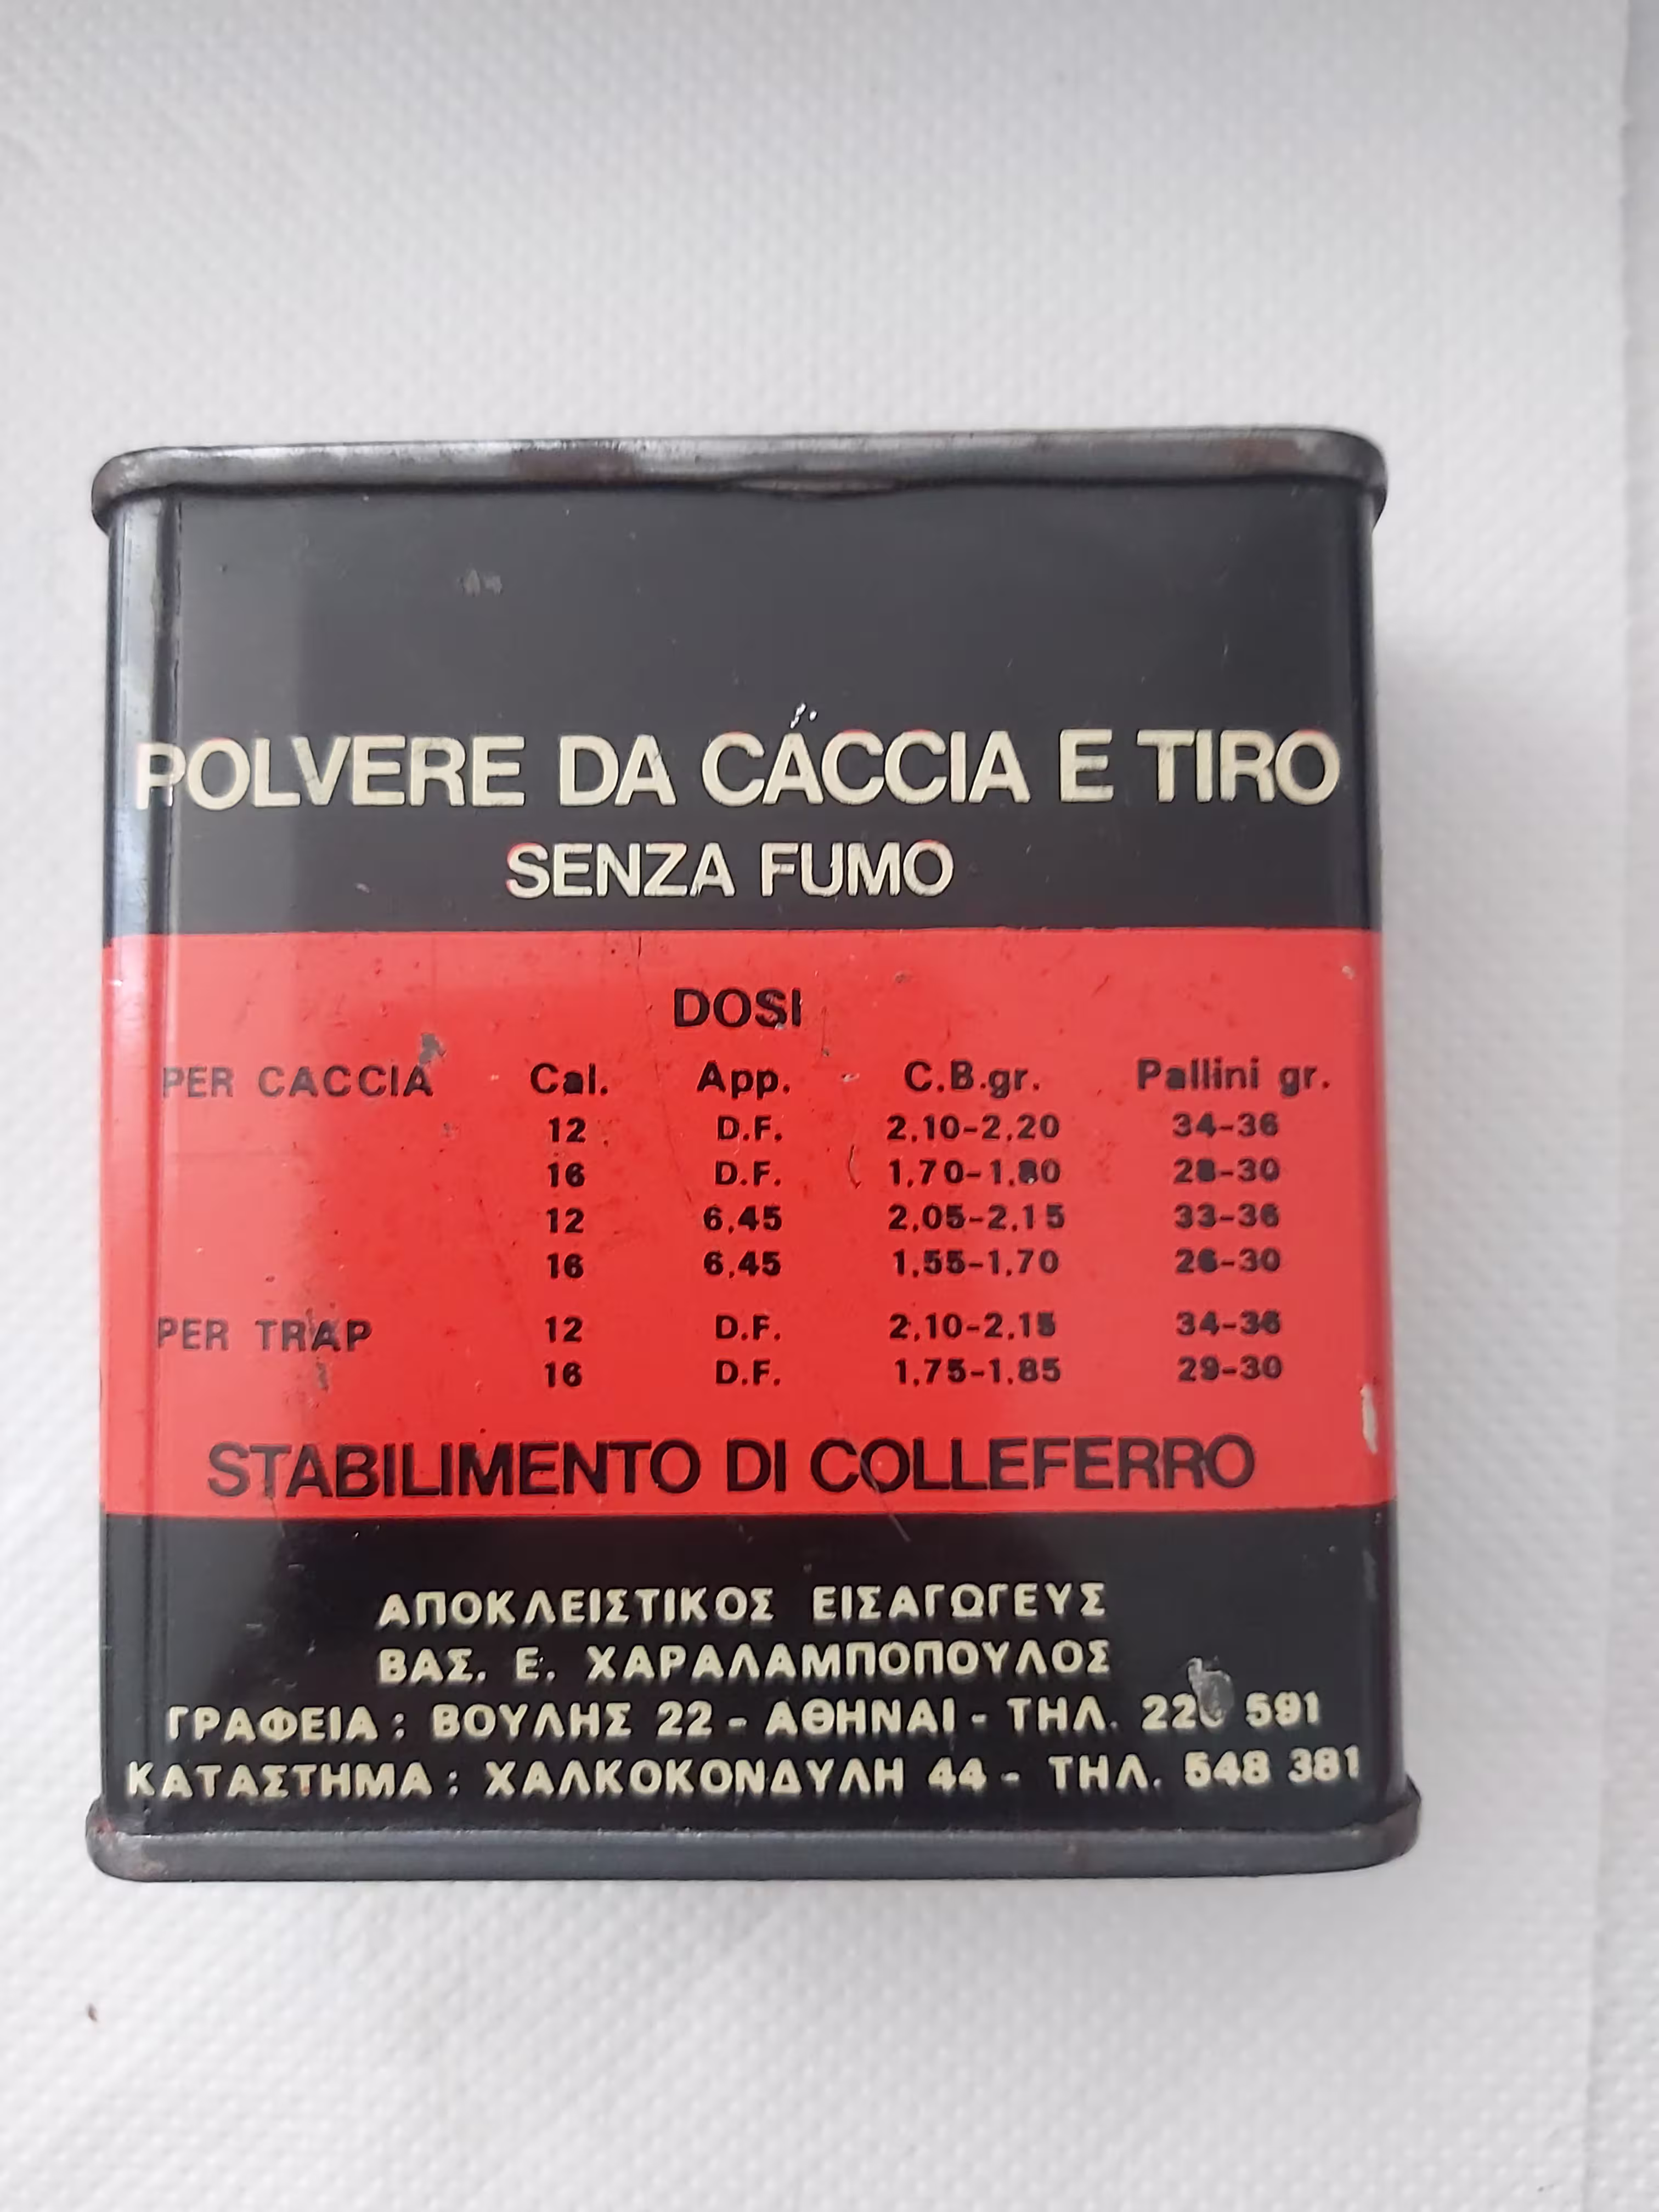 POLVERE DA CACCIA E TIRO
SENZA FUMO
DOSI
PER CACCIA Cal. App. C.B.gr. Pallini gr.
12 D.F. 2,10-2,20 34-36
16 D.F. 1,70-1,80 28-30
12 6,45 2,05-2,15 33-36
16 6,45 1,55-1,70 26-30
PER TRAP 12 D.F. 2,10-2,15 34-36
16 D.F. 1,75-1,85 29-30
STABILIMENTO DI COLLEFERRO
ΑΠΟΚΛΕΙΣΤΙΚΟΣ ΕΙΣΑΓΩΓΕΥΣ
ΒΑΣ. Ε. ΧΑΡΑΛΑΜΠΟΠΟΥΛΟΣ
ΓΡΑΦΕΙΑ : ΒΟΥΛΗΣ 22 - ΑΘΗΝΑΙ - ΤΗΛ. 591
ΚΑΤΑΣΤΗΜΑ : ΧΑΛΚΟΚΟΝΔΥΛΗ 44 - ΤΗΛ. 548 381